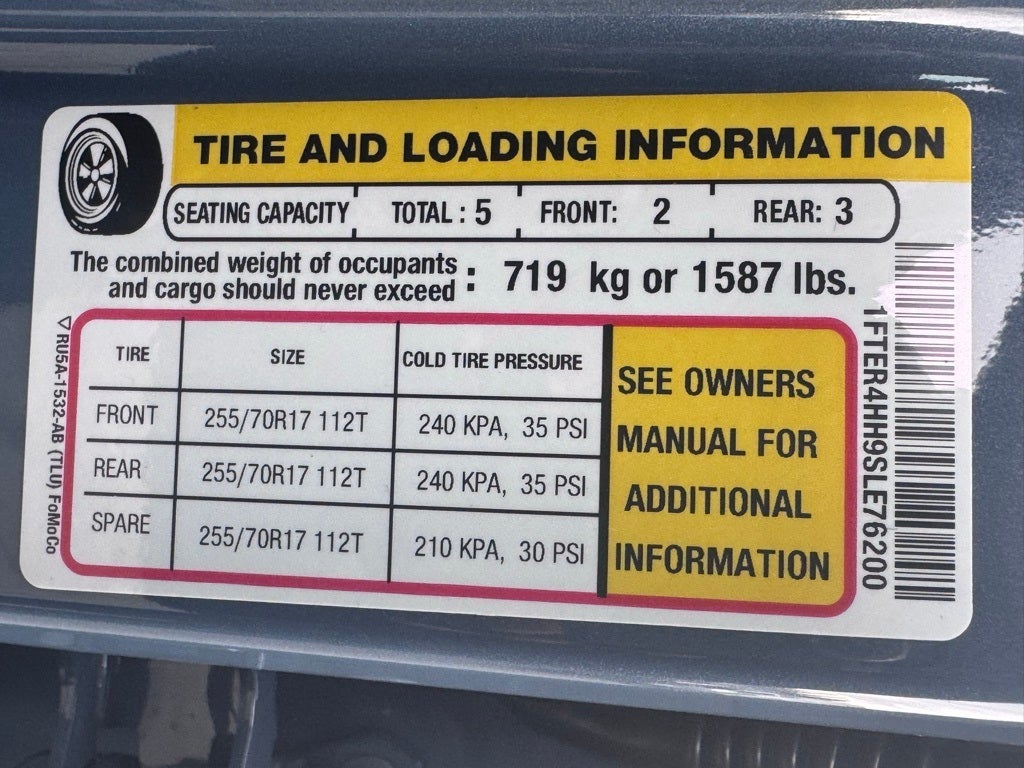 TIRE AND LOADING INFORMATION
SEATING CAPACITY TOTAL : 5 FRONT: 2 REAR: 3
The combined weight of occupants
and cargo should never exceed : 719 kg or 1587 lbs.
TIRE SIZE COLD TIRE PRESSURE
FRONT 255/70R17 112T 240 KPA, 35 PSI
REAR 255/70R17 112T 240 KPA, 35 PSI
SPARE 255/70R17 112T 210 KPA, 30 PSI
SEE OWNERS
MANUAL FOR
ADDITIONAL
INFORMATION
1FTER4HH9SLE76200
RU5A-1532-AB (TLU) FoMoCo